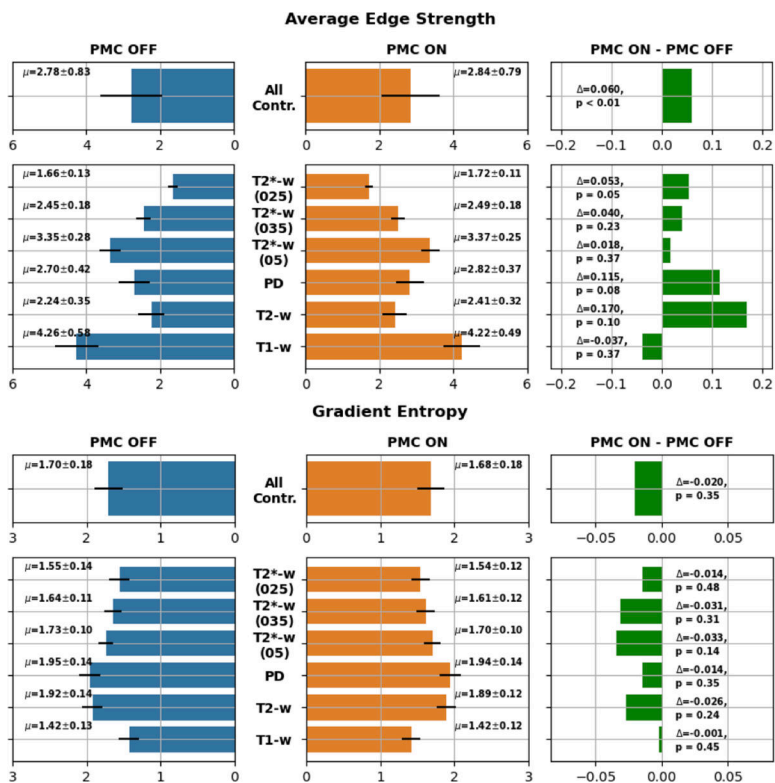 Average Edge Strength
PMC OFF
PMC ON
PMC ON - PMC OFF
μ=2.78±0.83
All
Contr.
μ=2.84±0.79
Δ=0.060,
p < 0.01
6 4 2 0
0 2 4 6
−0.2 −0.1 0.0 0.1 0.2
μ=1.66±0.13
T2*-w
(025)
μ=1.72±0.11
Δ=0.053,
p = 0.05
μ=2.45±0.18
T2*-w
(035)
μ=2.49±0.18
Δ=0.040,
p = 0.23
μ=3.35±0.28
T2*-w
(05)
μ=3.37±0.25
Δ=0.018,
p = 0.37
μ=2.70±0.42
PD
μ=2.82±0.37
Δ=0.115,
p = 0.08
μ=2.24±0.35
T2-w
μ=2.41±0.32
Δ=0.170,
p = 0.10
μ=4.26±0.58
T1-w
μ=4.22±0.49
Δ=-0.037,
p = 0.37
6 4 2 0
0 2 4 6
−0.2 −0.1 0.0 0.1 0.2
Gradient Entropy
PMC OFF
PMC ON
PMC ON - PMC OFF
μ=1.70±0.18
All
Contr.
μ=1.68±0.18
Δ=-0.020,
p = 0.35
3 2 1 0
0 1 2 3
−0.05 0.00 0.05
μ=1.55±0.14
T2*-w
(025)
μ=1.54±0.12
Δ=-0.014,
p = 0.48
μ=1.64±0.11
T2*-w
(035)
μ=1.61±0.12
Δ=-0.031,
p = 0.31
μ=1.73±0.10
T2*-w
(05)
μ=1.70±0.10
Δ=-0.033,
p = 0.14
μ=1.95±0.14
PD
μ=1.94±0.14
Δ=-0.014,
p = 0.35
μ=1.92±0.14
T2-w
μ=1.89±0.12
Δ=-0.026,
p = 0.24
μ=1.42±0.13
T1-w
μ=1.42±0.12
Δ=-0.001,
p = 0.45
3 2 1 0
0 1 2 3
−0.05 0.00 0.05